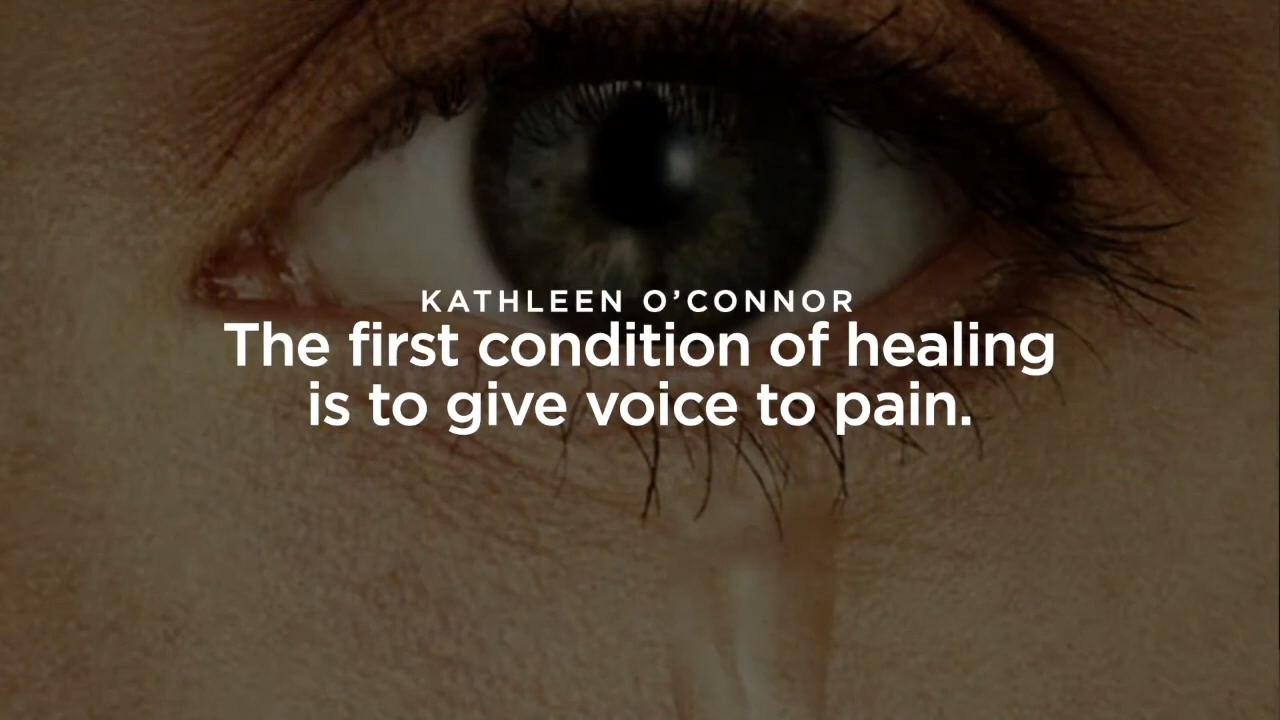 KATHLEEN O’CONNOR
The first condition of healing
is to give voice to pain.